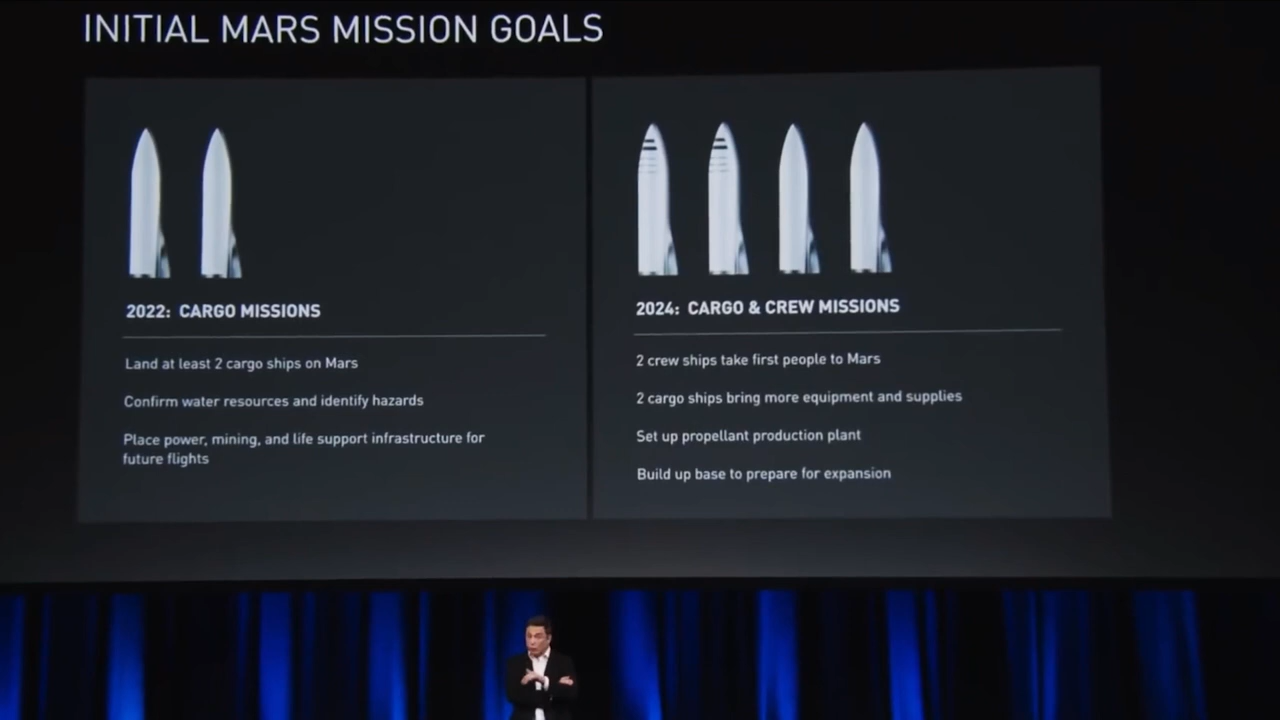 INITIAL MARS MISSION GOALS
2022: CARGO MISSIONS
Land at least 2 cargo ships on Mars
Confirm water resources and identify hazards
Place power, mining, and life support infrastructure for
future flights
2024: CARGO & CREW MISSIONS
2 crew ships take first people to Mars
2 cargo ships bring more equipment and supplies
Set up propellant production plant
Build up base to prepare for expansion